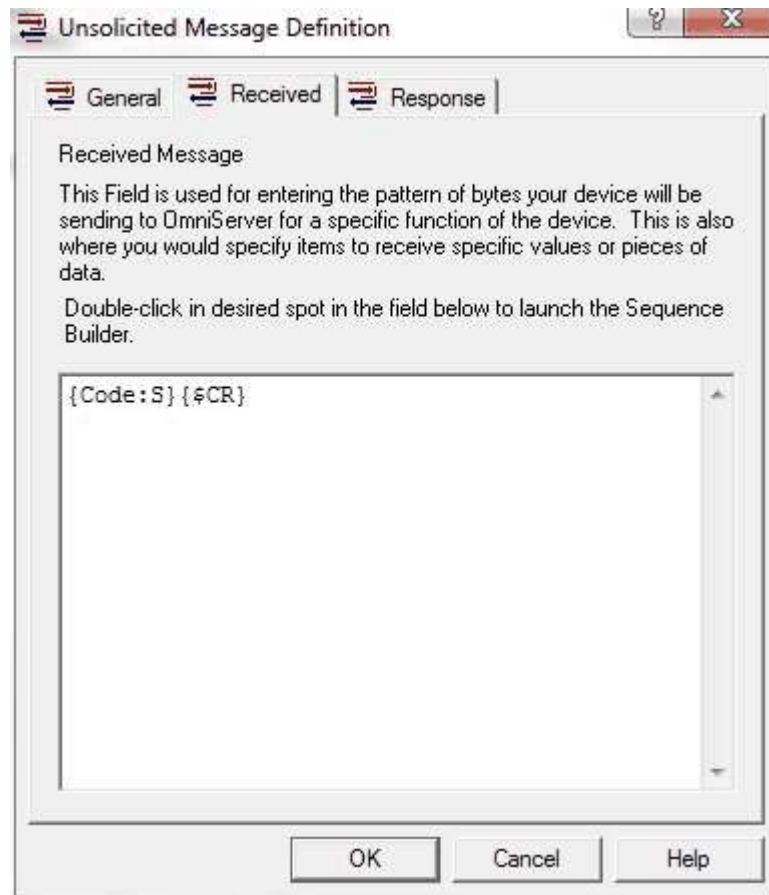 Unsolicited Message Definition
? X
General Received Response
Received Message
This Field is used for entering the pattern of bytes your device will be
sending to OmniServer for a specific function of the device. This is also
where you would specify items to receive specific values or pieces of
data.
Double-click in desired spot in the field below to launch the Sequence
Builder.
{Code:S}{$CR}
OK Cancel Help